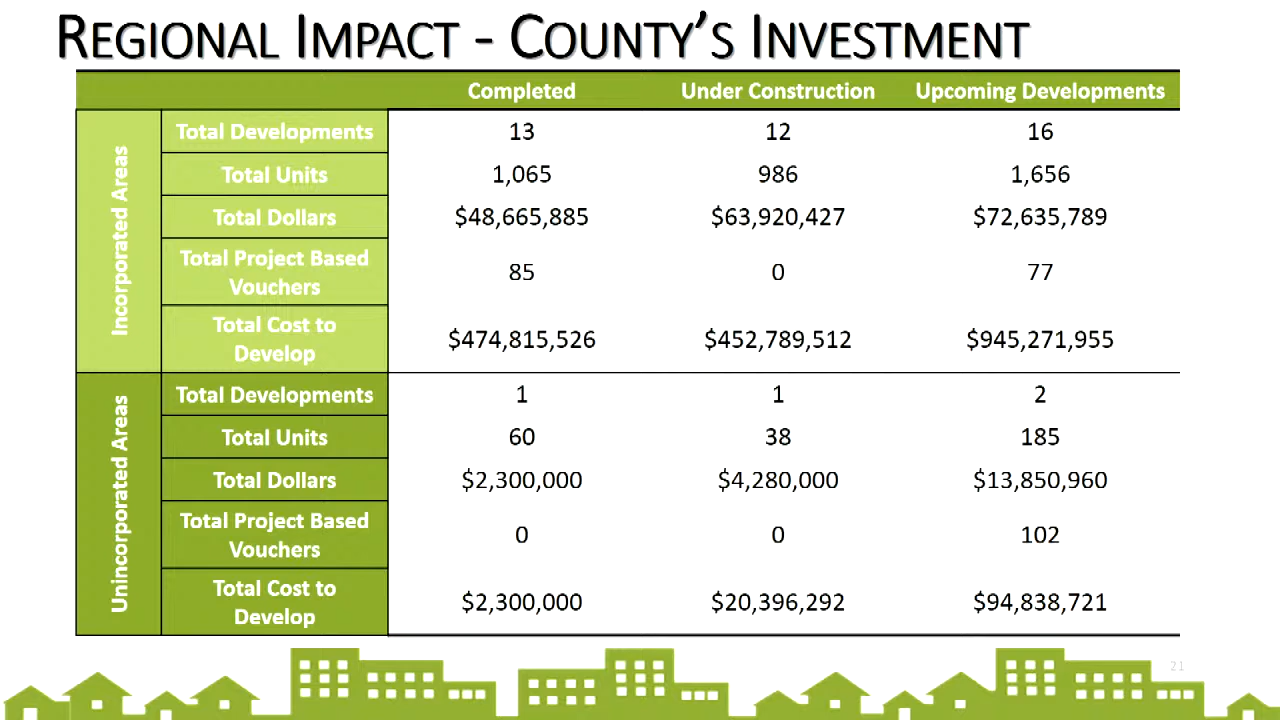 REGIONAL IMPACT - COUNTY'S INVESTMENT
Completed Under Construction Upcoming Developments
Incorporated Areas
Total Developments 13 12 16
Total Units 1,065 986 1,656
Total Dollars $48,665,885 $63,920,427 $72,635,789
Total Project Based
Vouchers 85 0 77
Total Cost to
Develop $474,815,526 $452,789,512 $945,271,955
Unincorporated Areas
Total Developments 1 1 2
Total Units 60 38 185
Total Dollars $2,300,000 $4,280,000 $13,850,960
Total Project Based
Vouchers 0 0 102
Total Cost to
Develop $2,300,000 $20,396,292 $94,838,721
21